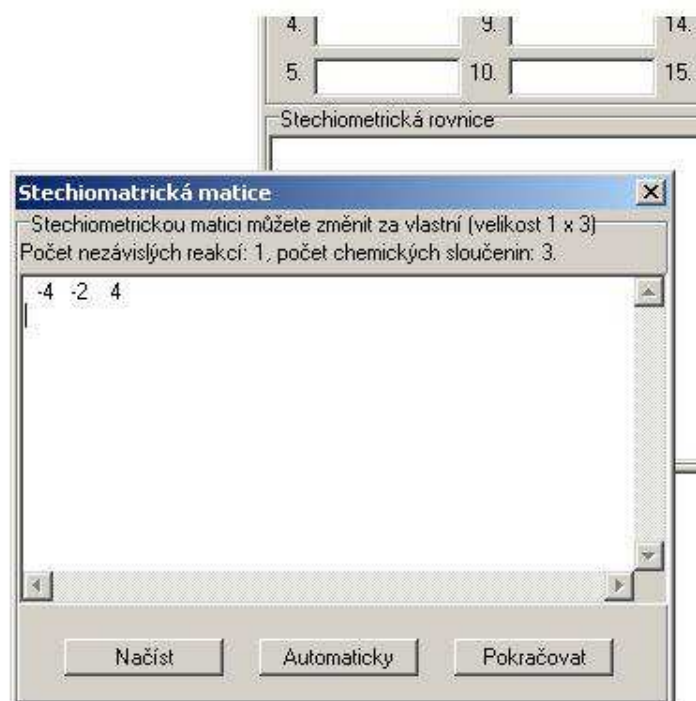 4. 9. 14.
5. 10. 15.
Stechiometrická rovnice
Stechiomatrická matice
Stechiometrickou matici můžete změnit za vlastní (velikost 1 x 3)
Počet nezávislých reakcí: 1, počet chemických sloučenin: 3.
-4 -2 4
Načíst Automaticky Pokračovat